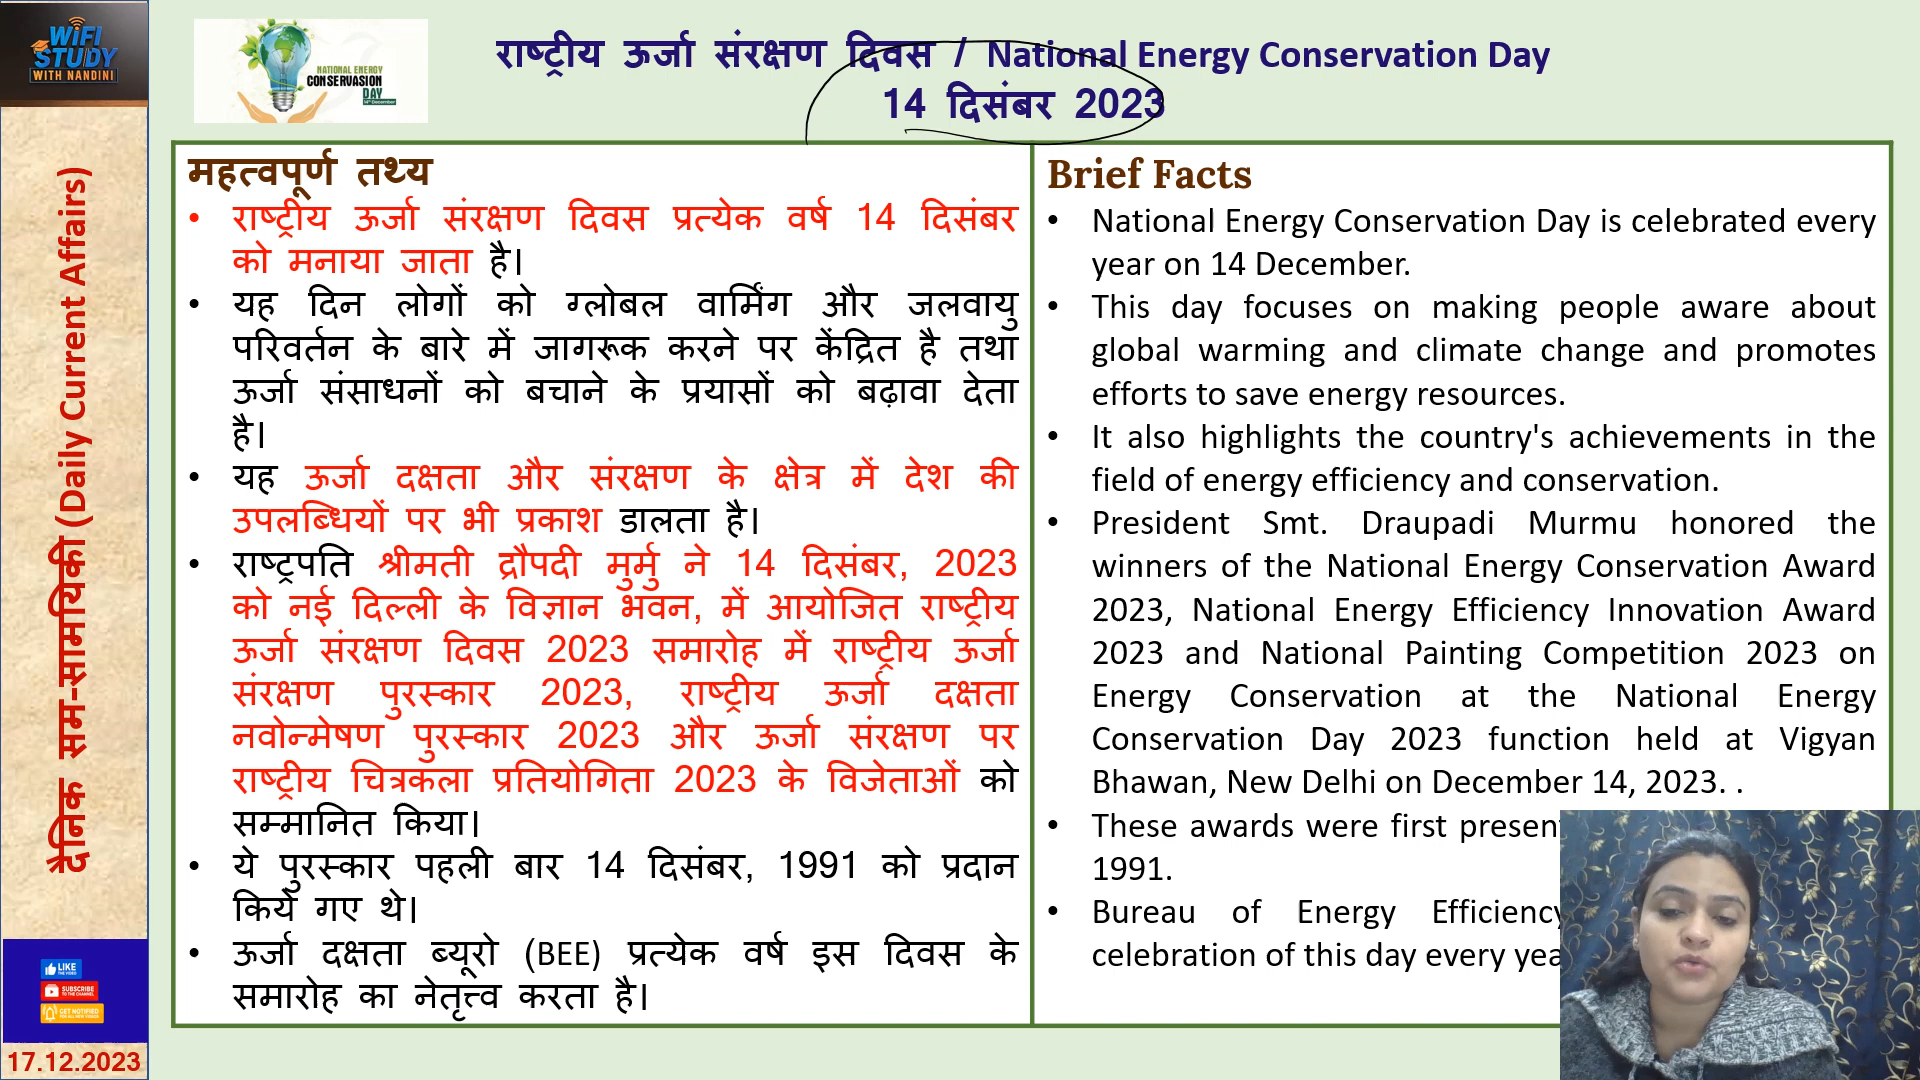 WiFi
STUDY
WITH NANDINI
दैनिक सम-सामयिकी (Daily Current Affairs)
LIKE
THE VIDEO
SUBSCRIBE
TO THE CHANNEL
GET NOTIFIED
17.12.2023
NATIONAL ENERGY
CONSERVASION
DAY
14th December
राष्ट्रीय ऊर्जा संरक्षण दिवस / National Energy Conservation Day
14 दिसंबर 2023
महत्वपूर्ण तथ्य
• राष्ट्रीय ऊर्जा संरक्षण दिवस प्रत्येक वर्ष 14 दिसंबर
को मनाया जाता है।
• यह दिन लोगों को ग्लोबल वार्मिंग और जलवायु
परिवर्तन के बारे में जागरूक करने पर केंद्रित है तथा
ऊर्जा संसाधनों को बचाने के प्रयासों को बढ़ावा देता
है।
• यह ऊर्जा दक्षता और संरक्षण के क्षेत्र में देश की
उपलब्धियों पर भी प्रकाश डालता है।
• राष्ट्रपति श्रीमती द्रौपदी मुर्मु ने 14 दिसंबर, 2023
को नई दिल्ली के विज्ञान भवन, में आयोजित राष्ट्रीय
ऊर्जा संरक्षण दिवस 2023 समारोह में राष्ट्रीय ऊर्जा
संरक्षण पुरस्कार 2023, राष्ट्रीय ऊर्जा दक्षता
नवोन्मेषण पुरस्कार 2023 और ऊर्जा संरक्षण पर
राष्ट्रीय चित्रकला प्रतियोगिता 2023 के विजेताओं को
सम्मानित किया।
• ये पुरस्कार पहली बार 14 दिसंबर, 1991 को प्रदान
किये गए थे।
• ऊर्जा दक्षता ब्यूरो (BEE) प्रत्येक वर्ष इस दिवस के
समारोह का नेतृत्त्व करता है।
Brief Facts
• National Energy Conservation Day is celebrated every
year on 14 December.
• This day focuses on making people aware about
global warming and climate change and promotes
efforts to save energy resources.
• It also highlights the country's achievements in the
field of energy efficiency and conservation.
• President Smt. Draupadi Murmu honored the
winners of the National Energy Conservation Award
2023, National Energy Efficiency Innovation Award
2023 and National Painting Competition 2023 on
Energy Conservation at the National Energy
Conservation Day 2023 function held at Vigyan
Bhawan, New Delhi on December 14, 2023. .
• These awards were first present
1991.
• Bureau of Energy Efficiency
celebration of this day every yea